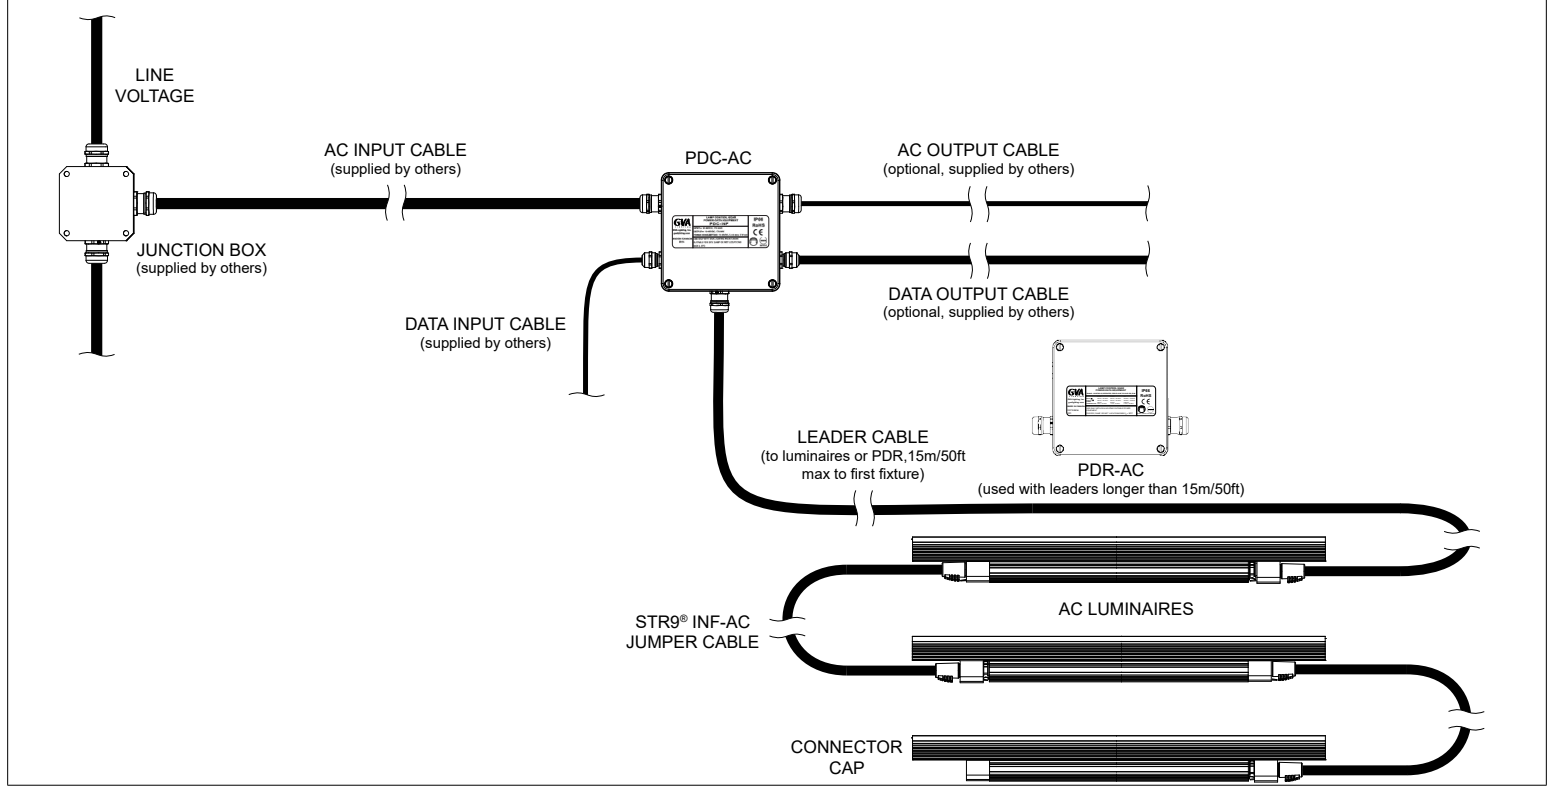 LINE
VOLTAGE
AC INPUT CABLE
(supplied by others)
PDC-AC
AC OUTPUT CABLE
(optional, supplied by others)
GVA
IP66
RoHS
CE
JUNCTION BOX
(supplied by others)
DATA INPUT CABLE
(supplied by others)
DATA OUTPUT CABLE
(optional, supplied by others)
GVA
IP66
RoHS
CE
LEADER CABLE
(to luminaires or PDR,15m/50ft
max to first fixture)
PDR-AC
(used with leaders longer than 15m/50ft)
STR9® INF-AC
JUMPER CABLE
AC LUMINAIRES
CONNECTOR
CAP